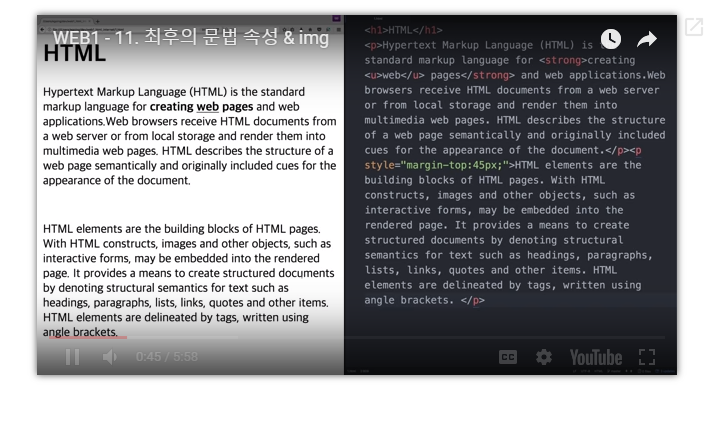 WEB1 - 11. 최후의 문법 속성 & img
HTML
Hypertext Markup Language (HTML) is the standard
markup language for creating web pages and web
applications.Web browsers receive HTML documents from
a web server or from local storage and render them into
multimedia web pages. HTML describes the structure of a
web page semantically and originally included cues for the
appearance of the document.
HTML elements are the building blocks of HTML pages.
With HTML constructs, images and other objects, such as
interactive forms, may be embedded into the rendered
page. It provides a means to create structured documents
by denoting structural semantics for text such as
headings, paragraphs, lists, links, quotes and other items.
HTML elements are delineated by tags, written using
angle brackets.
<h1>HTML</h1>
<p>Hypertext Markup Language (HTML) is
standard markup language for <strong>creating
<u>web</u> pages</strong> and web applications.Web
browsers receive HTML documents from a web server
or from local storage and render them into
multimedia web pages. HTML describes the structure
of a web page semantically and originally included
cues for the appearance of the document.</p><p
style="margin-top:45px;">HTML elements are the
building blocks of HTML pages. With HTML
constructs, images and other objects, such as
interactive forms, may be embedded into the
rendered page. It provides a means to create
structured documents by denoting structural
semantics for text such as headings, paragraphs,
lists, links, quotes and other items. HTML
elements are delineated by tags, written using
angle brackets. </p>
0:45 / 5:58
CC
YouTube